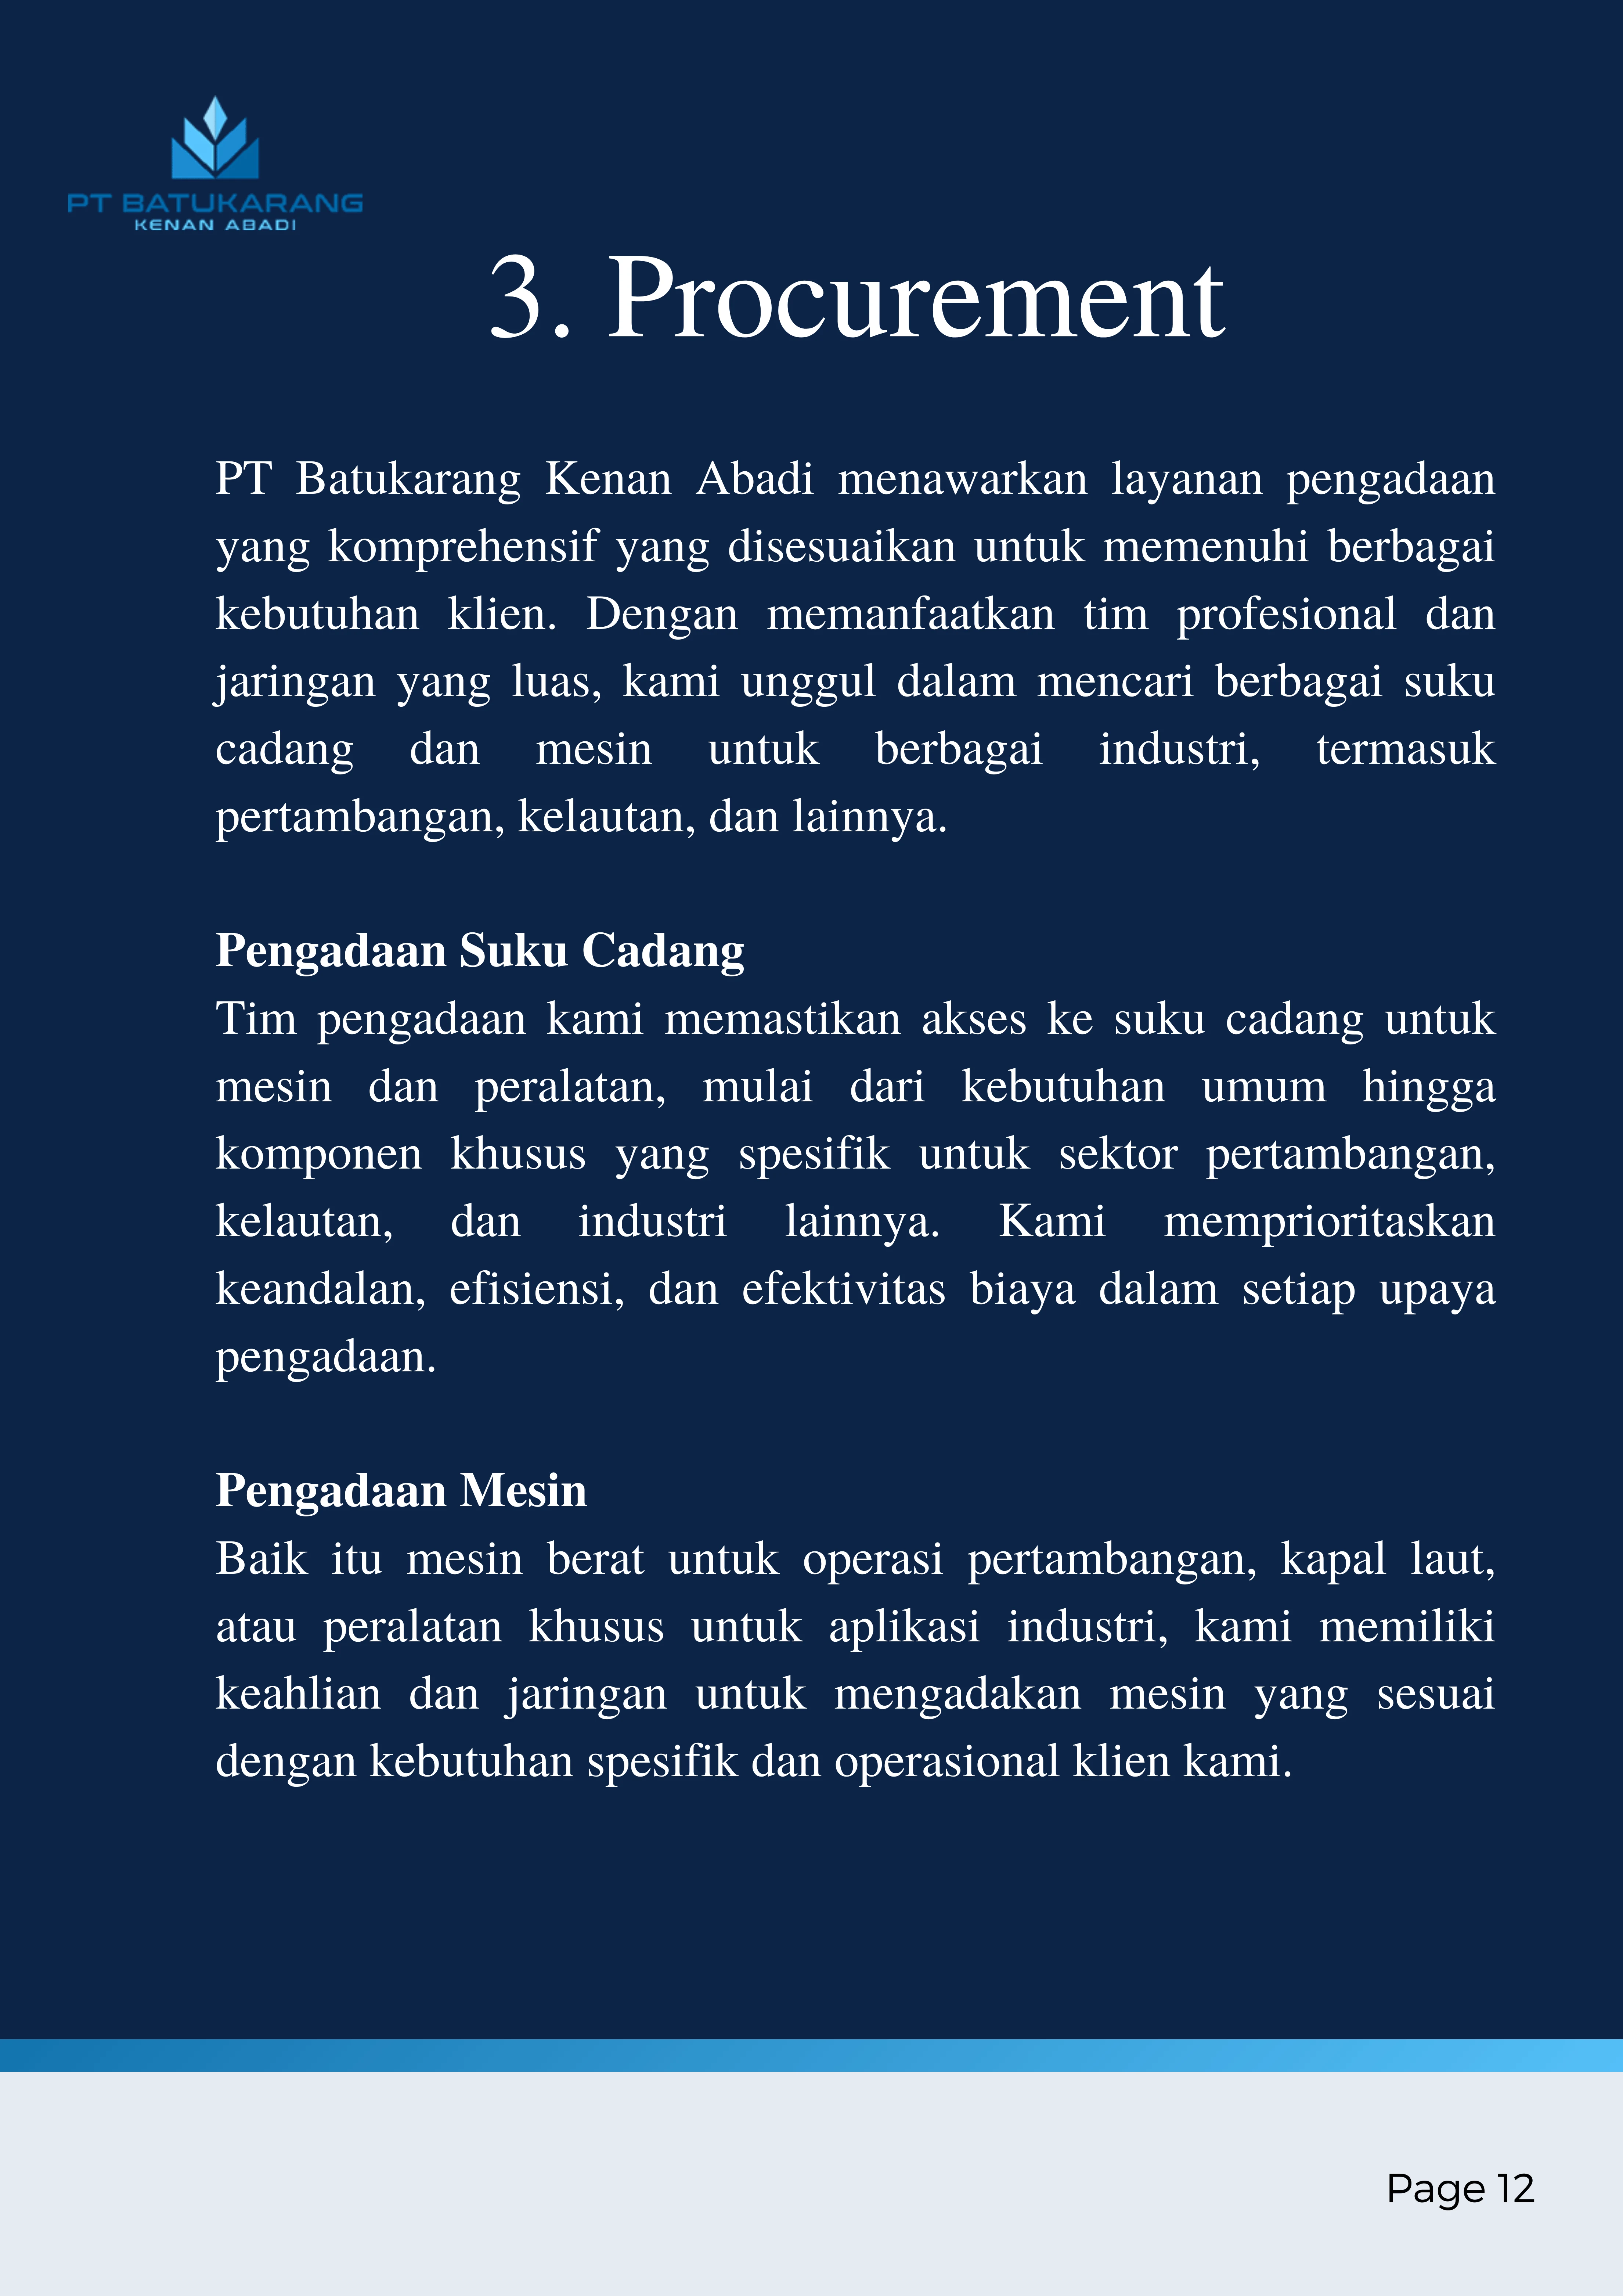 PT BATUKARANG
KENAN ABADI
3. Procurement
PT Batukarang Kenan Abadi menawarkan layanan pengadaan
yang komprehensif yang disesuaikan untuk memenuhi berbagai
kebutuhan klien. Dengan memanfaatkan tim profesional dan
jaringan yang luas, kami unggul dalam mencari berbagai suku
cadang dan mesin untuk berbagai industri, termasuk
pertambangan, kelautan, dan lainnya.
Pengadaan Suku Cadang
Tim pengadaan kami memastikan akses ke suku cadang untuk
mesin dan peralatan, mulai dari kebutuhan umum hingga
komponen khusus yang spesifik untuk sektor pertambangan,
kelautan, dan industri lainnya. Kami memprioritaskan
keandalan, efisiensi, dan efektivitas biaya dalam setiap upaya
pengadaan.
Pengadaan Mesin
Baik itu mesin berat untuk operasi pertambangan, kapal laut,
atau peralatan khusus untuk aplikasi industri, kami memiliki
keahlian dan jaringan untuk mengadakan mesin yang sesuai
dengan kebutuhan spesifik dan operasional klien kami.
Page 12